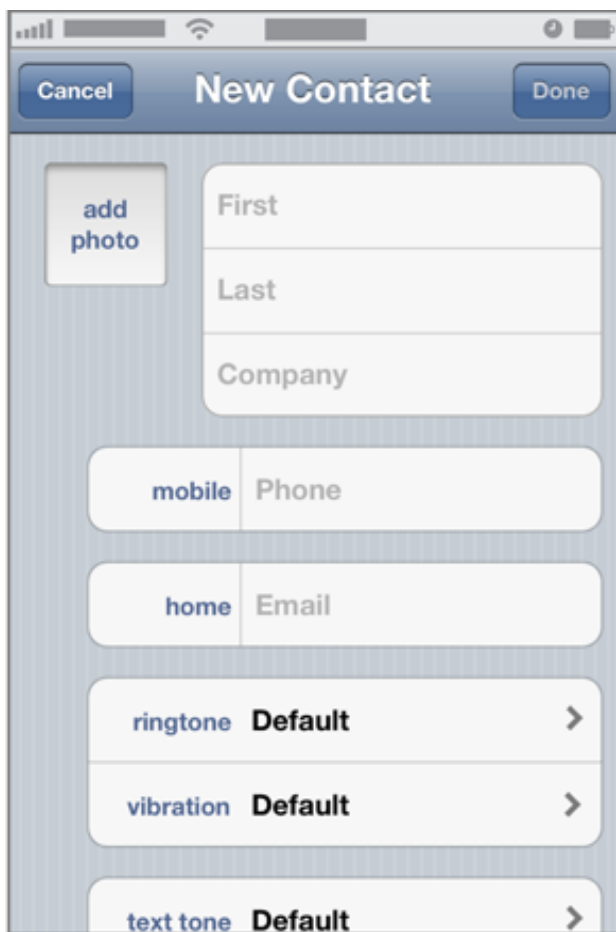 Cancel
New Contact
Done
add
photo
First
Last
Company
mobile Phone
home Email
ringtone Default
vibration Default
text tone Default